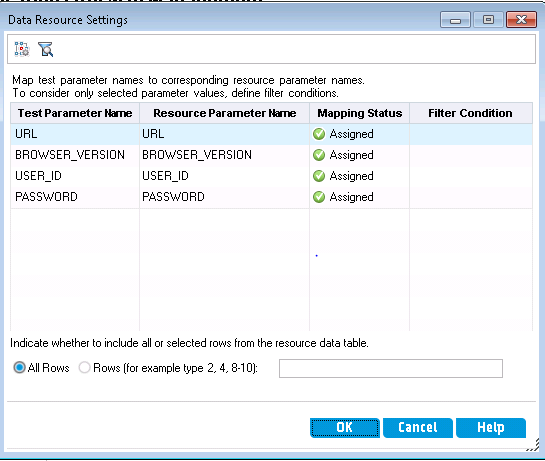 Data Resource Settings
Map test parameter names to corresponding resource parameter names.
To consider only selected parameter values, define filter conditions.
Test Parameter Name Resource Parameter Name Mapping Status Filter Condition
URL URL Assigned
BROWSER_VERSION BROWSER_VERSION Assigned
USER_ID USER_ID Assigned
PASSWORD PASSWORD Assigned
Indicate whether to include all or selected rows from the resource data table.
All Rows Rows (for example type 2, 4, 8-10):
OK Cancel Help